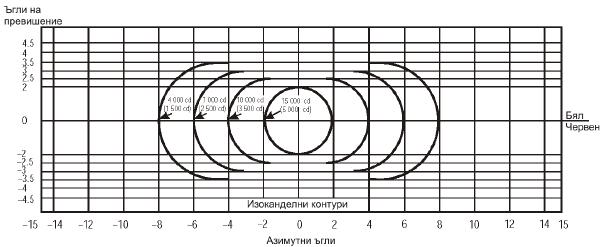 Ъгли на
превишение
4.5
4
3.5
3
2.5
2
4 000 cd
7 000 cd
10 000 cd
15 000 cd
(1 500 cd)
(2 500 cd)
(3 500 cd)
(5 000 cd)
0
Бял
Червен
-2
-2.5
-3
-3.5
-4
-4.5
Изоканделни контури
-15 -14 -12 -10 -8 -6 -4 -2 0 2 4 6 8 10 12 14 15
Азимутни ъгли